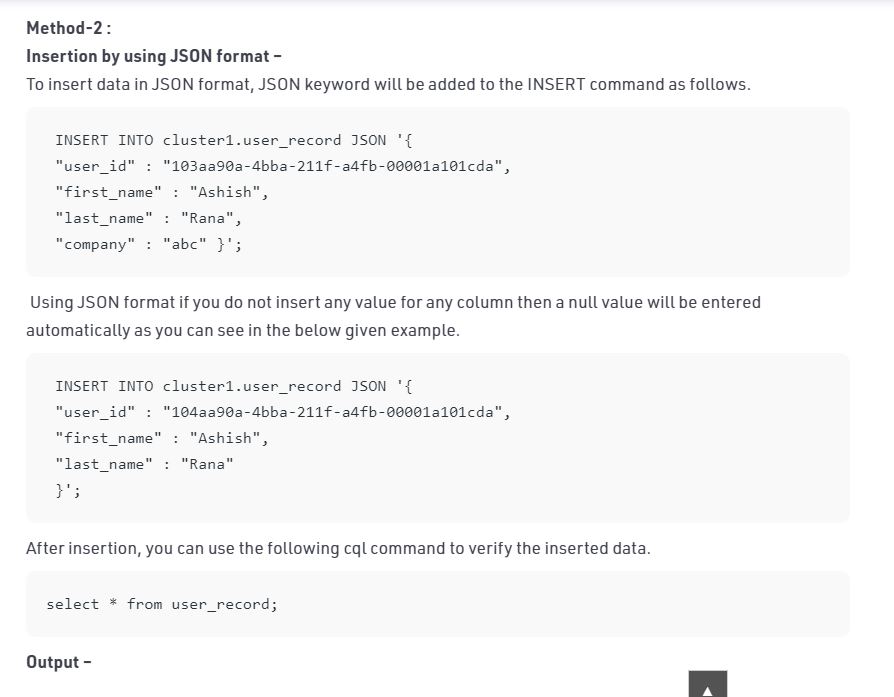 Method-2 :
Insertion by using JSON format –
To insert data in JSON format, JSON keyword will be added to the INSERT command as follows.
INSERT INTO cluster1.user_record JSON '{
"user_id" : "103aa90a-4bba-211f-a4fb-00001a101cda",
"first_name" : "Ashish",
"last_name" : "Rana",
"company" : "abc" }';
Using JSON format if you do not insert any value for any column then a null value will be entered
automatically as you can see in the below given example.
INSERT INTO cluster1.user_record JSON '{
"user_id" : "104aa90a-4bba-211f-a4fb-00001a101cda",
"first_name" : "Ashish",
"last_name" : "Rana"
}';
After insertion, you can use the following cql command to verify the inserted data.
select * from user_record;
Output –